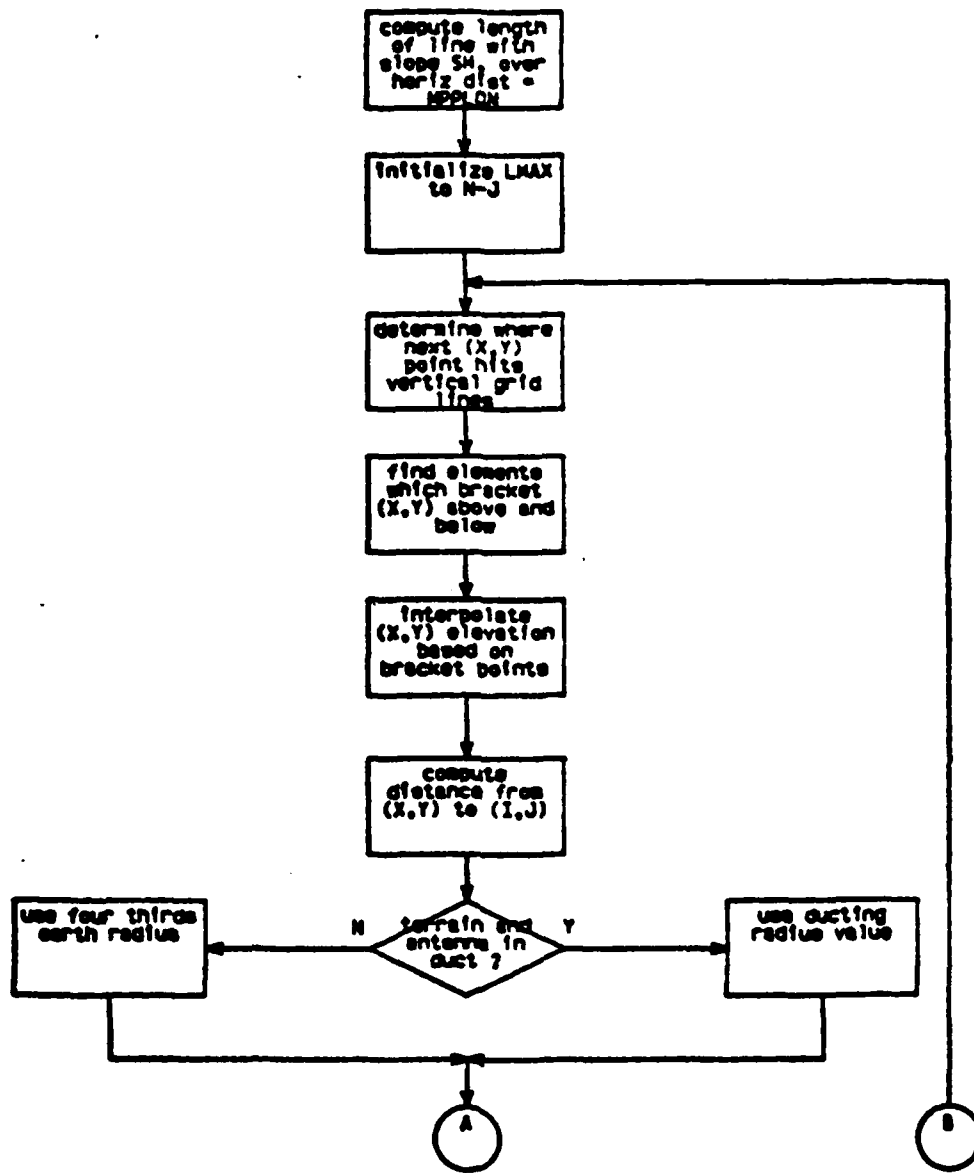 compute length
of line with
slope SM, over
horiz dist =
MPPLDN
initialize LMAX
to N-J
determine where
next (X,Y)
point hits
vertical grid
lines
find elements
which bracket
(X,Y) above and
below
interpolate
(X,Y) elevation
based on
bracket points
compute
distance from
(X,Y) to (I,J)
use four thirds
earth radius
N
terrain and
antenna in
duct ?
Y
use ducting
radius value
A
B